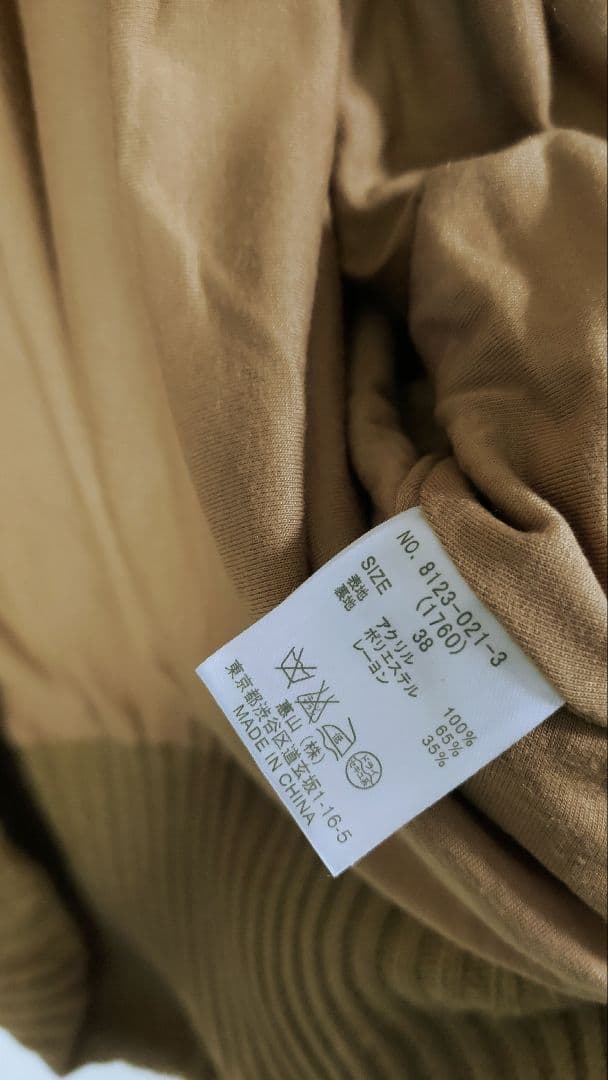 NO. 8123-021-3
(1760)
SIZE 38
表地 アクリル 100%
裏地 ポリエステル 65%
レーヨン 35%
萬山(株)
東京都渋谷区道玄坂1-16-5
MADE IN CHINA